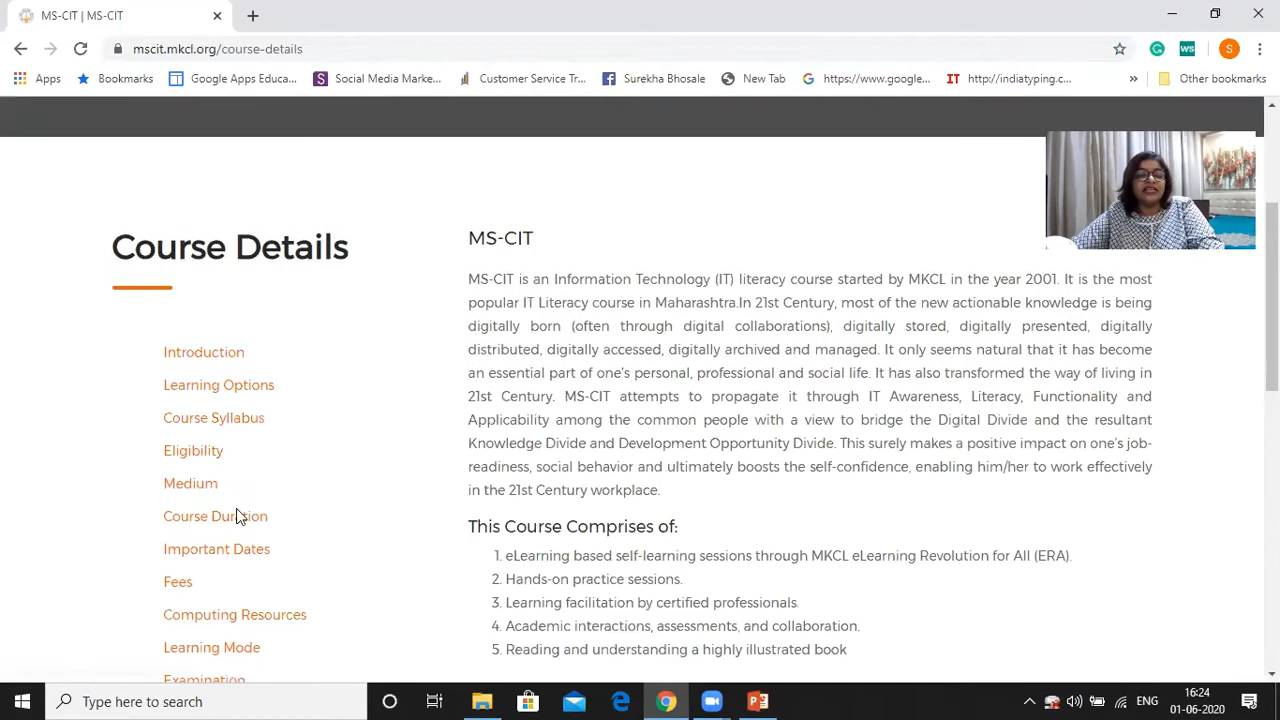 MS-CIT | MS-CIT
mscit.mkcl.org/course-details
S
Apps
Bookmarks
Google Apps Educa...
Social Media Marke...
Customer Service Tr...
Surekha Bhosale
New Tab
https://www.google...
http://indiatyping.c...
Other bookmarks
Course Details
Introduction
Learning Options
Course Syllabus
Eligibility
Medium
Course Duration
Important Dates
Fees
Computing Resources
Learning Mode
Examination
MS-CIT
MS-CIT is an Information Technology (IT) literacy course started by MKCL in the year 2001. It is the most
popular IT Literacy course in Maharashtra.In 21st Century, most of the new actionable knowledge is being
digitally born (often through digital collaborations), digitally stored, digitally presented, digitally
distributed, digitally accessed, digitally archived and managed. It only seems natural that it has become
an essential part of one's personal, professional and social life. It has also transformed the way of living in
21st Century. MS-CIT attempts to propagate it through IT Awareness, Literacy, Functionality and
Applicability among the common people with a view to bridge the Digital Divide and the resultant
Knowledge Divide and Development Opportunity Divide. This surely makes a positive impact on one's job-
readiness, social behavior and ultimately boosts the self-confidence, enabling him/her to work effectively
in the 21st Century workplace.
This Course Comprises of:
1. eLearning based self-learning sessions through MKCL eLearning Revolution for All (ERA).
2. Hands-on practice sessions.
3. Learning facilitation by certified professionals.
4. Academic interactions, assessments, and collaboration.
5. Reading and understanding a highly illustrated book
Type here to search
ENG
16:24
01-06-2020